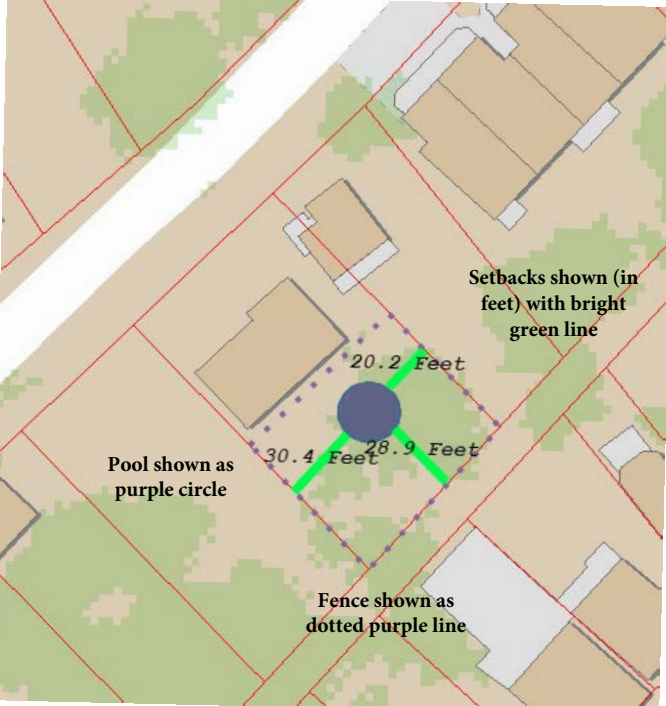 Setbacks shown (in
feet) with bright
green line
20.2 Feet
30.4 Feet
28.9 Feet
Pool shown as
purple circle
Fence shown as
dotted purple line